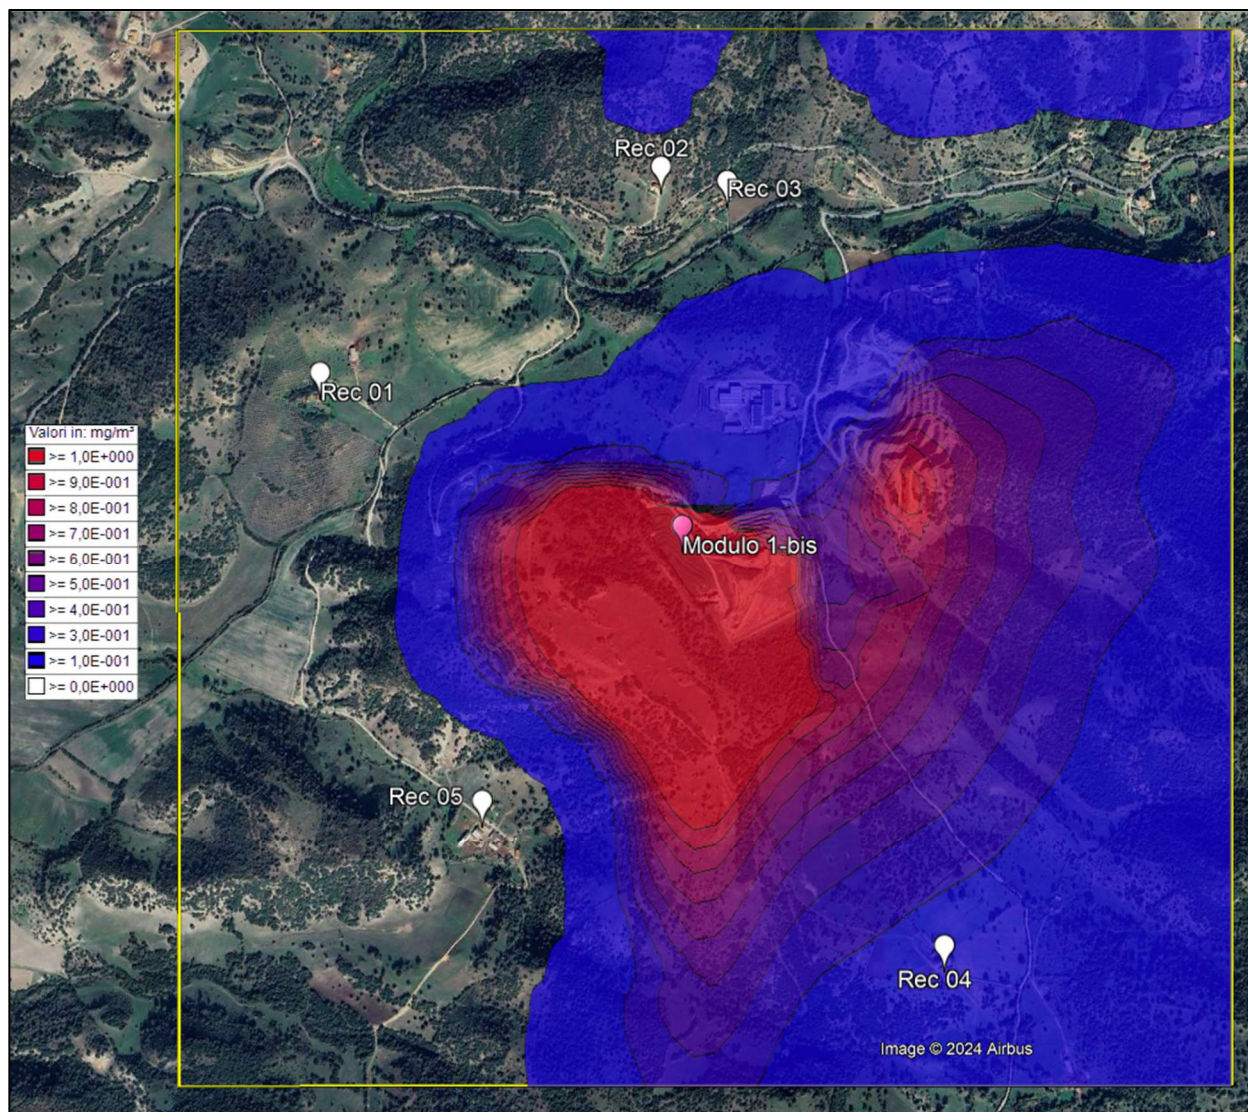 Rec 02
Rec 03
Rec 01
Valori in: mg/m³
>= 1,0E+000
>= 9,0E-001
>= 8,0E-001
>= 7,0E-001
>= 6,0E-001
>= 5,0E-001
>= 4,0E-001
>= 3,0E-001
>= 1,0E-001
>= 0,0E+000
Modulo 1-bis
Rec 05
Rec 04
Image © 2024 Airbus